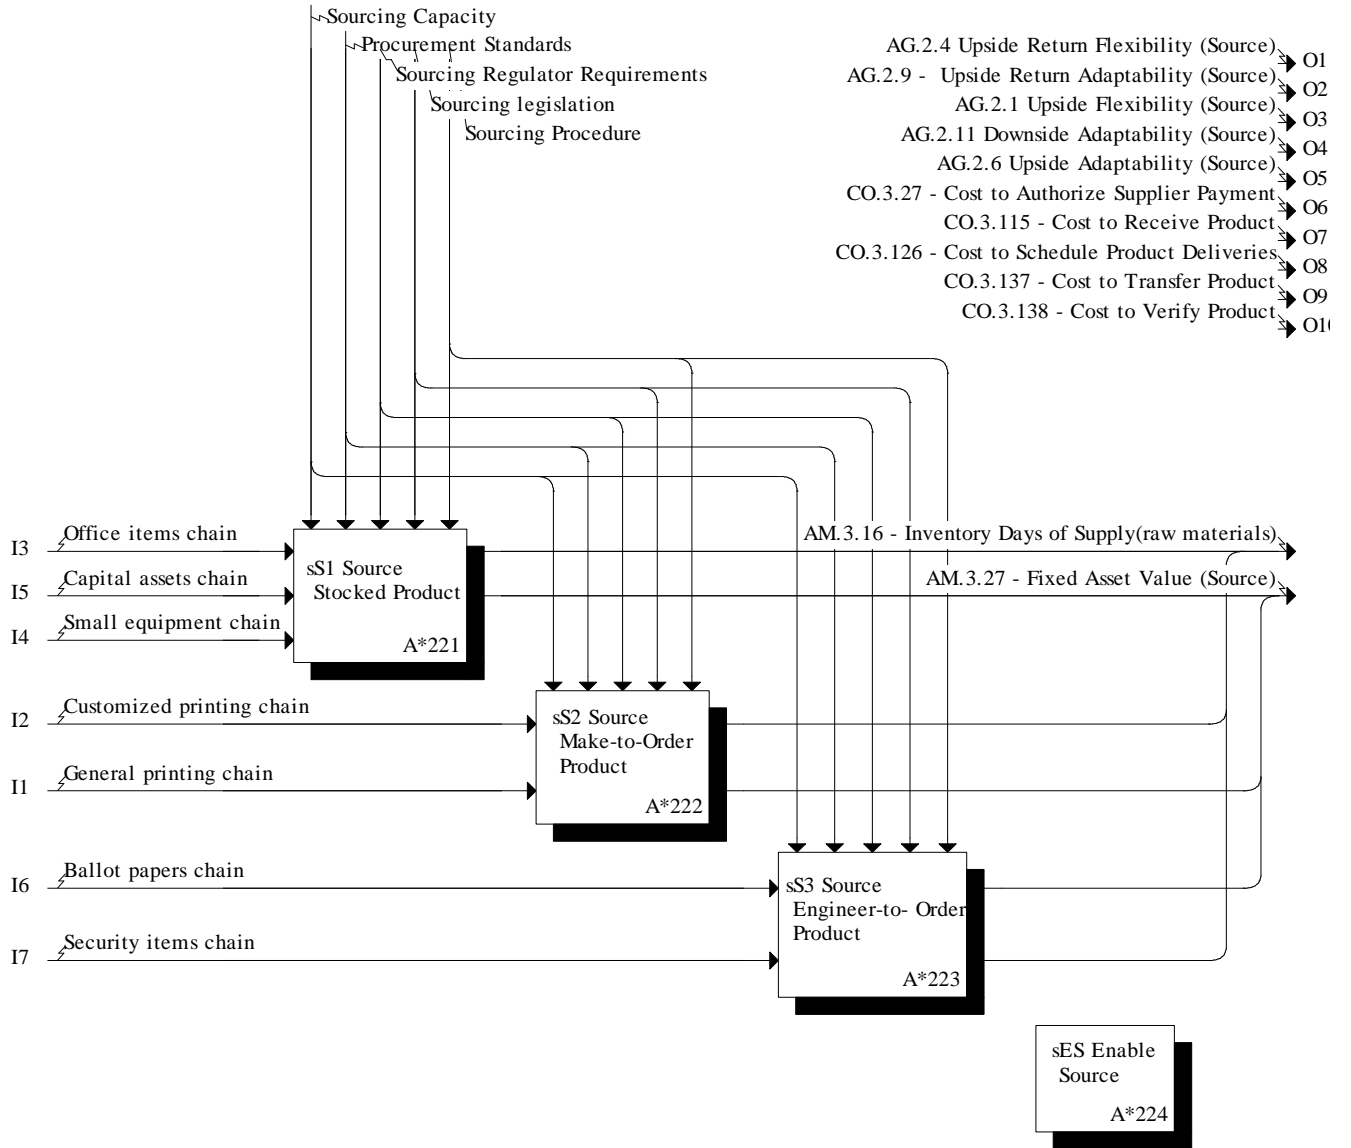 Sourcing Capacity
Procurement Standards
Sourcing Regulator Requirements
Sourcing legislation
Sourcing Procedure
AG.2.4 Upside Return Flexibility (Source)
O1
AG.2.9 - Upside Return Adaptability (Source)
O2
AG.2.1 Upside Flexibility (Source)
O3
AG.2.11 Downside Adaptability (Source)
O4
AG.2.6 Upside Adaptability (Source)
O5
CO.3.27 - Cost to Authorize Supplier Payment
O6
CO.3.115 - Cost to Receive Product
O7
CO.3.126 - Cost to Schedule Product Deliveries
O8
CO.3.137 - Cost to Transfer Product
O9
CO.3.138 - Cost to Verify Product
O10
I3
Office items chain
I5
Capital assets chain
I4
Small equipment chain
sS1 Source
Stocked Product
A*221
AM.3.16 - Inventory Days of Supply(raw materials)
AM.3.27 - Fixed Asset Value (Source)
I2
Customized printing chain
I1
General printing chain
sS2 Source
Make-to-Order
Product
A*222
I6
Ballot papers chain
I7
Security items chain
sS3 Source
Engineer-to- Order
Product
A*223
sES Enable
Source
A*224